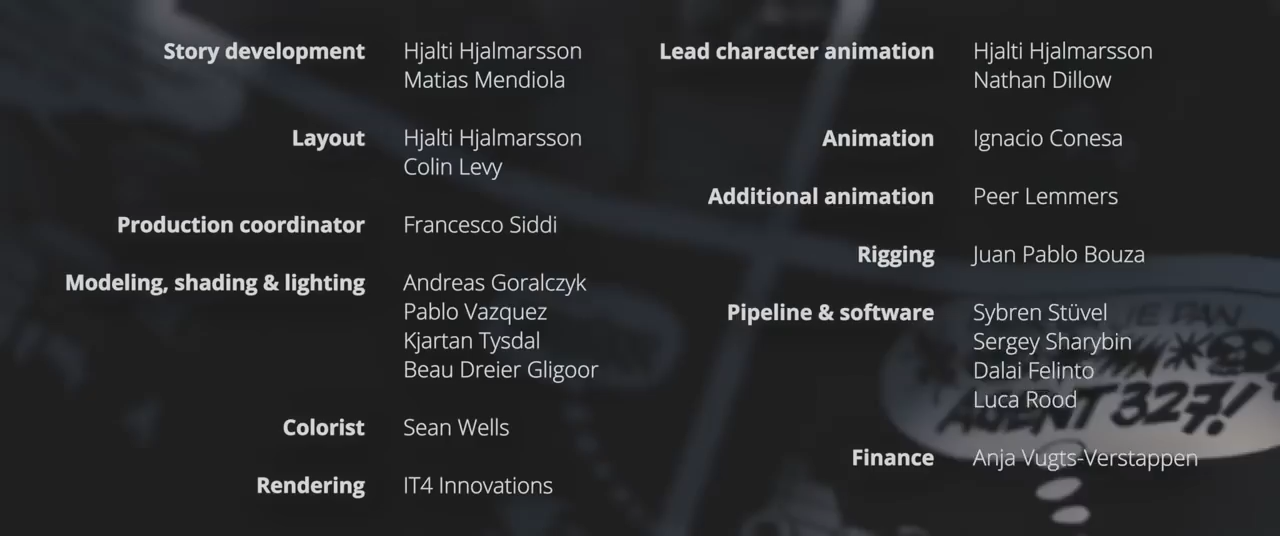 Story development Hjalti Hjalmarsson
Matias Mendiola
Layout Hjalti Hjalmarsson
Colin Levy
Production coordinator Francesco Siddi
Modeling, shading & lighting Andreas Goralczyk
Pablo Vazquez
Kjartan Tysdal
Beau Dreier Gligoor
Colorist Sean Wells
Rendering IT4 Innovations
Lead character animation Hjalti Hjalmarsson
Nathan Dillow
Animation Ignacio Conesa
Additional animation Peer Lemmers
Rigging Juan Pablo Bouza
Pipeline & software Sybren Stüvel
Sergey Sharybin
Dalai Felinto
Luca Rood
Finance Anja Vugts-Verstappen
AGENT 327!